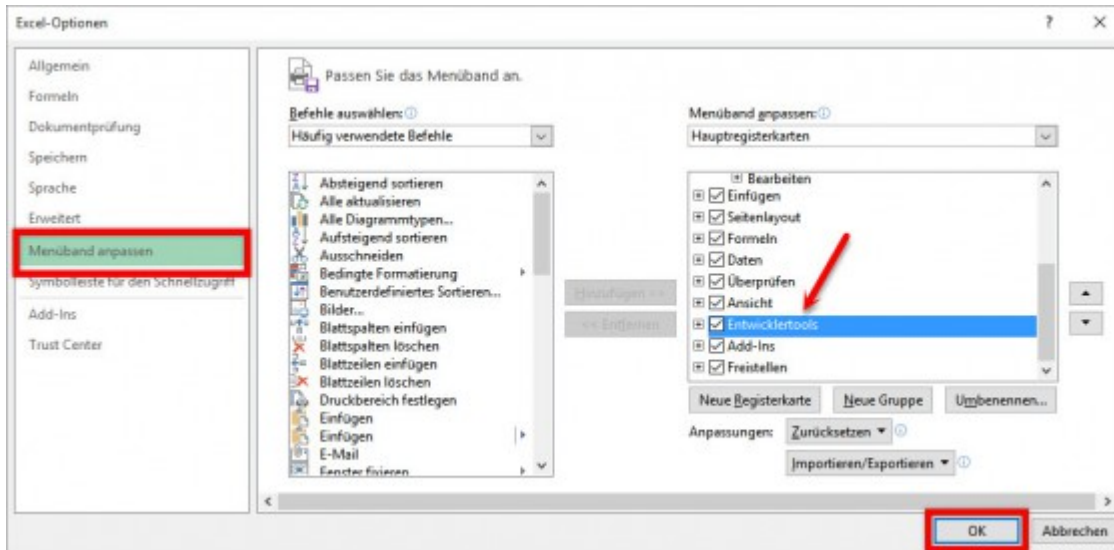 Excel-Optionen
? ×
Allgemein
Formeln
Dokumentprüfung
Speichern
Sprache
Erweitert
Menüband anpassen
Symbolleiste für den Schnellzugriff
Add-Ins
Trust Center
Passen Sie das Menüband an.
Befehle auswählen:
Häufig verwendete Befehle
Absteigend sortieren
Alle aktualisieren
Alle Diagrammtypen...
Aufsteigend sortieren
Ausschneiden
Bedingte Formatierung
Benutzerdefiniertes Sortieren...
Bilder...
Blattspalten einfügen
Blattspalten löschen
Blattzeilen einfügen
Blattzeilen löschen
Druckbereich festlegen
Einfügen
Einfügen
E-Mail
Fenster fixieren
Hinzufügen >>
<< Entfernen
Menüband anpassen:
Hauptregisterkarten
Bearbeiten
Einfügen
Seitenlayout
Formeln
Daten
Überprüfen
Ansicht
Entwicklertools
Add-Ins
Freistellen
Neue Registerkarte Neue Gruppe Umbenennen...
Anpassungen: Zurücksetzen
Importieren/Exportieren
OK Abbrechen